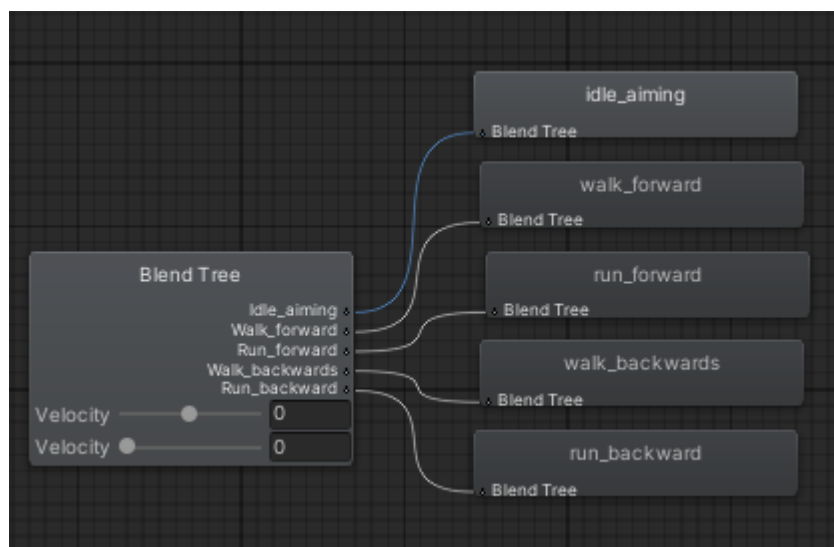 idle_aiming
Blend Tree
walk_forward
Blend Tree
run_forward
Blend Tree
walk_backwards
Blend Tree
run_backward
Blend Tree
Blend Tree
Idle_aiming
Walk_forward
Run_forward
Walk_backwards
Run_backward
Velocity 0
Velocity 0